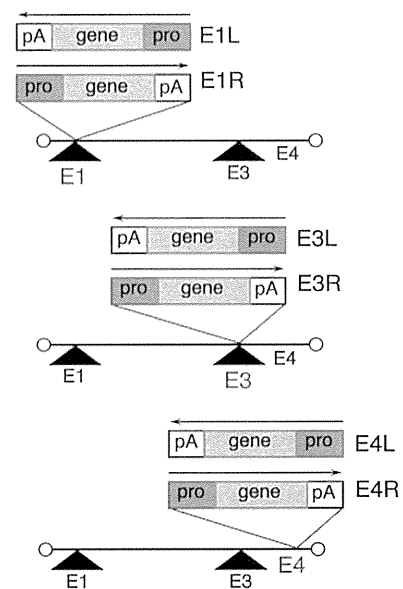 pA gene pro E1L
pro gene pA E1R
E4
E1 E3
pA gene pro E3L
pro gene pA E3R
E4
E1 E3
pA gene pro E4L
pro gene pA E4R
E1 E3 E4